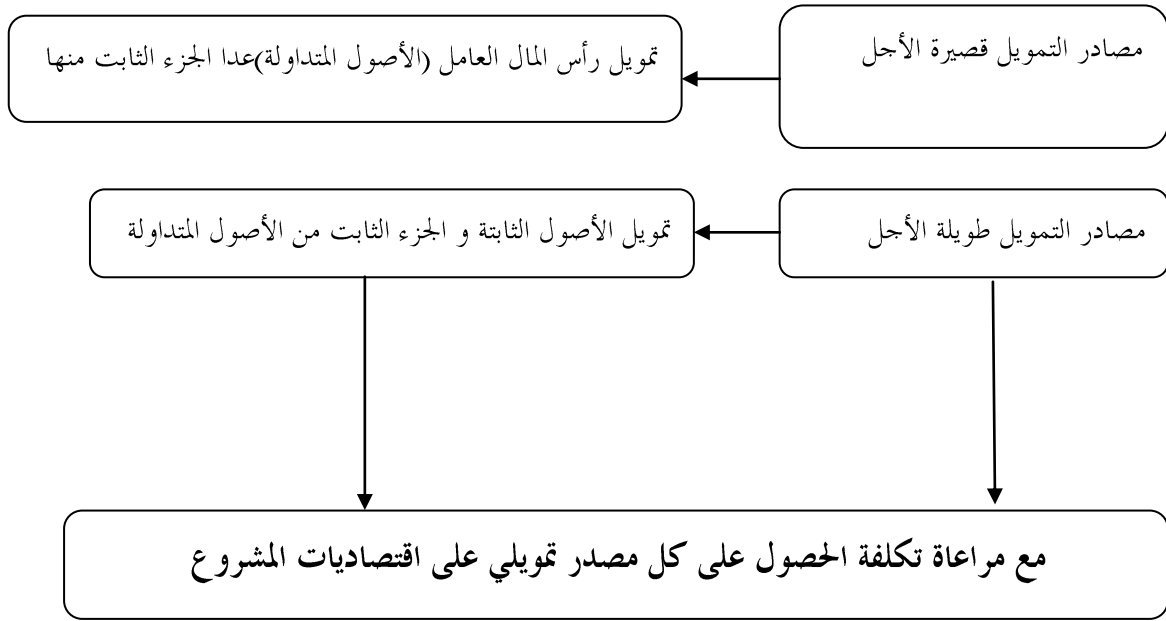 مصادر التمويل قصيرة الأجل
تمويل رأس المال العامل (الأصول المتداولة)عدا الجزء الثابت منها
مصادر التمويل طويلة الأجل
تمويل الأصول الثابتة و الجزء الثابت من الأصول المتداولة
مع مراعاة تكلفة الحصول على كل مصدر تمويلي على اقتصاديات المشروع